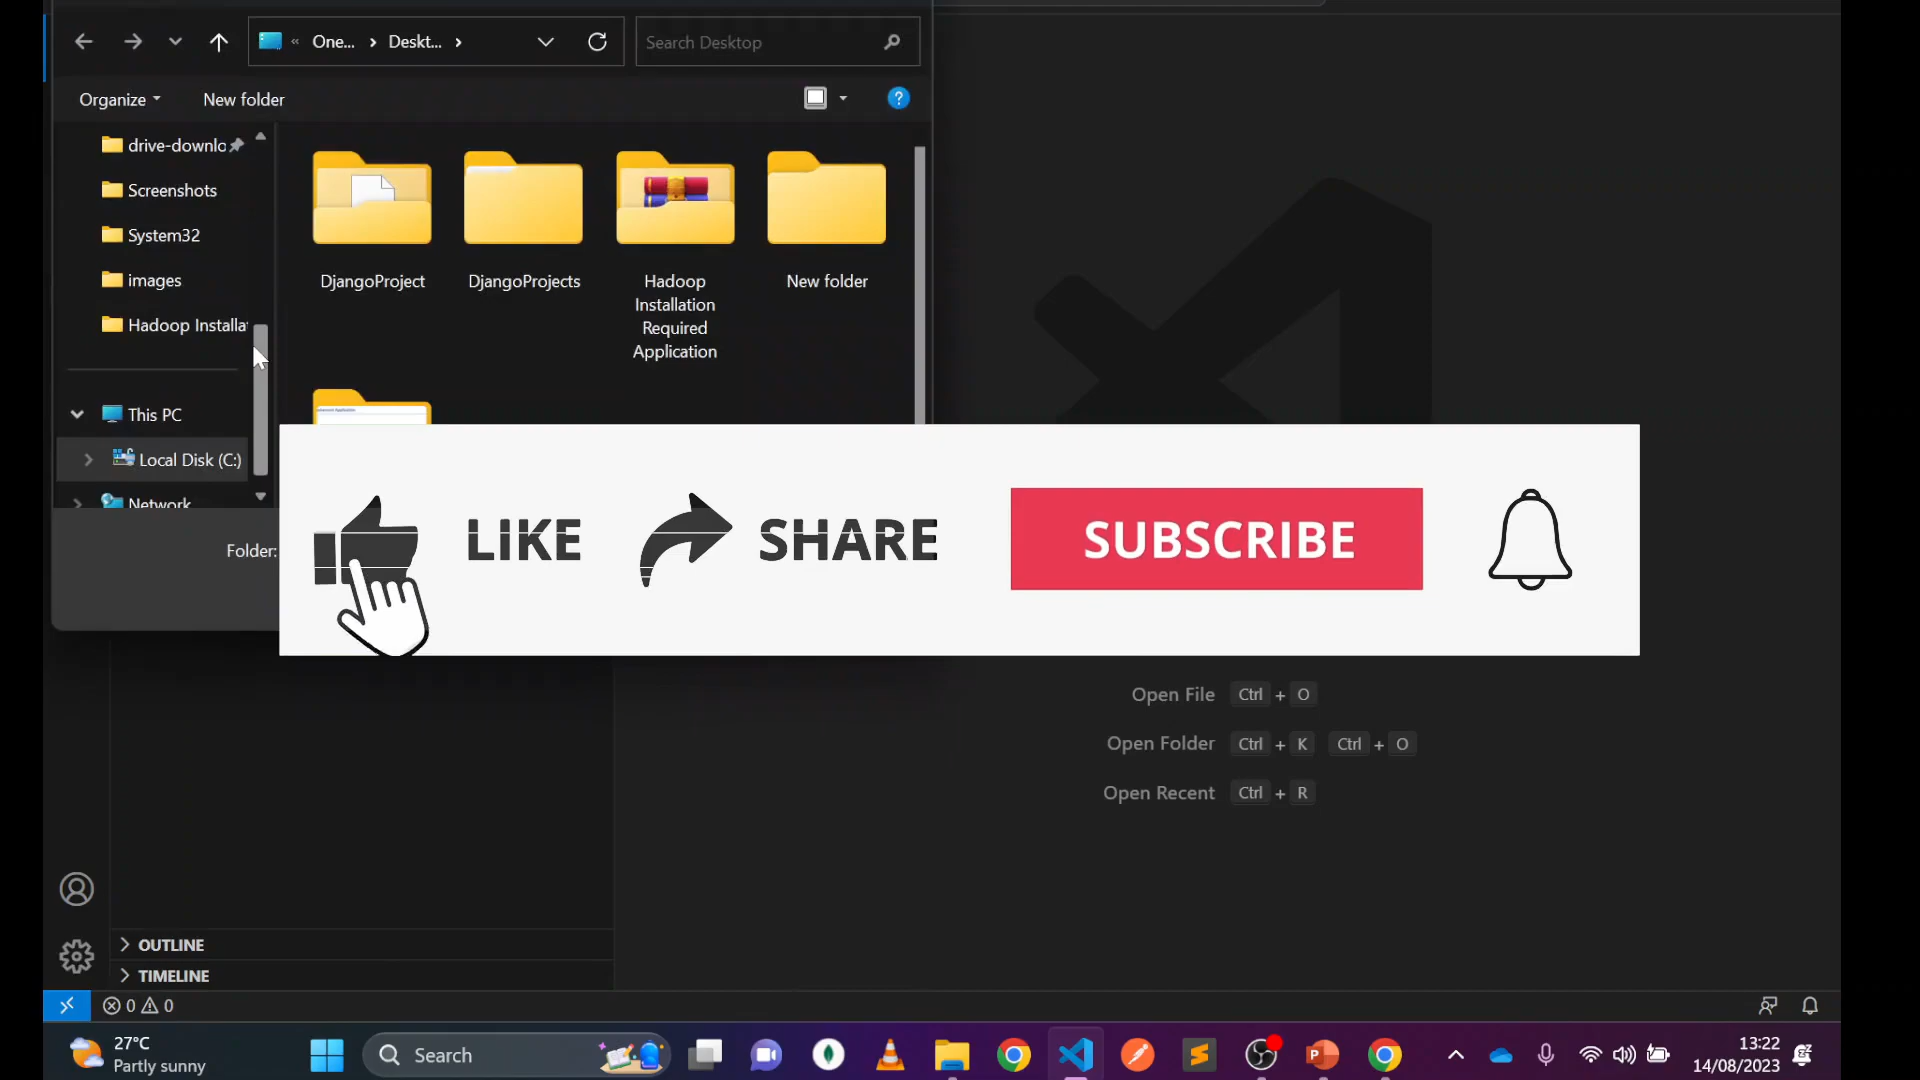 « One... > Deskt... >
Search Desktop
Organize
New folder
drive-downlo
Screenshots
System32
images
Hadoop Installa
This PC
Local Disk (C:)
Network
DjangoProject
DjangoProjects
Hadoop
Installation
Required
Application
New folder
Folder:
LIKE
SHARE
SUBSCRIBE
Open File Ctrl + O
Open Folder Ctrl + K Ctrl + O
Open Recent Ctrl + R
OUTLINE
TIMELINE
0 0
27°C
Partly sunny
Search
13:22
14/08/2023